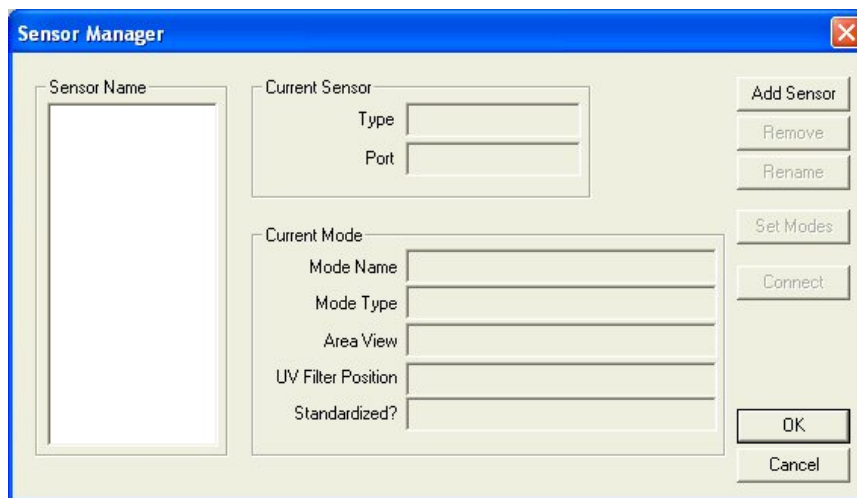 Sensor Manager
Sensor Name
Current Sensor
Type
Port
Current Mode
Mode Name
Mode Type
Area View
UV Filter Position
Standardized?
Add Sensor
Remove
Rename
Set Modes
Connect
OK
Cancel